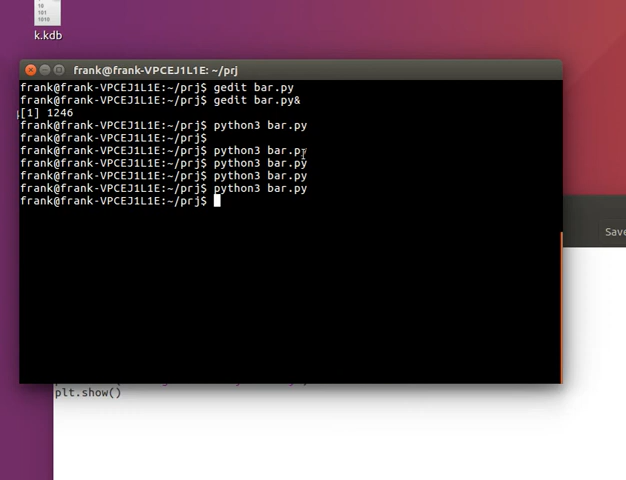 10
101
1010
k.kdb
frank@frank-VPCEJ1L1E: ~/prj
frank@frank-VPCEJ1L1E:~/prj$ gedit bar.py
frank@frank-VPCEJ1L1E:~/prj$ gedit bar.py&
[1] 1246
frank@frank-VPCEJ1L1E:~/prj$ python3 bar.py
frank@frank-VPCEJ1L1E:~/prj$
frank@frank-VPCEJ1L1E:~/prj$ python3 bar.py
frank@frank-VPCEJ1L1E:~/prj$ python3 bar.py
frank@frank-VPCEJ1L1E:~/prj$ python3 bar.py
frank@frank-VPCEJ1L1E:~/prj$ python3 bar.py
frank@frank-VPCEJ1L1E:~/prj$
Save
plt.show()